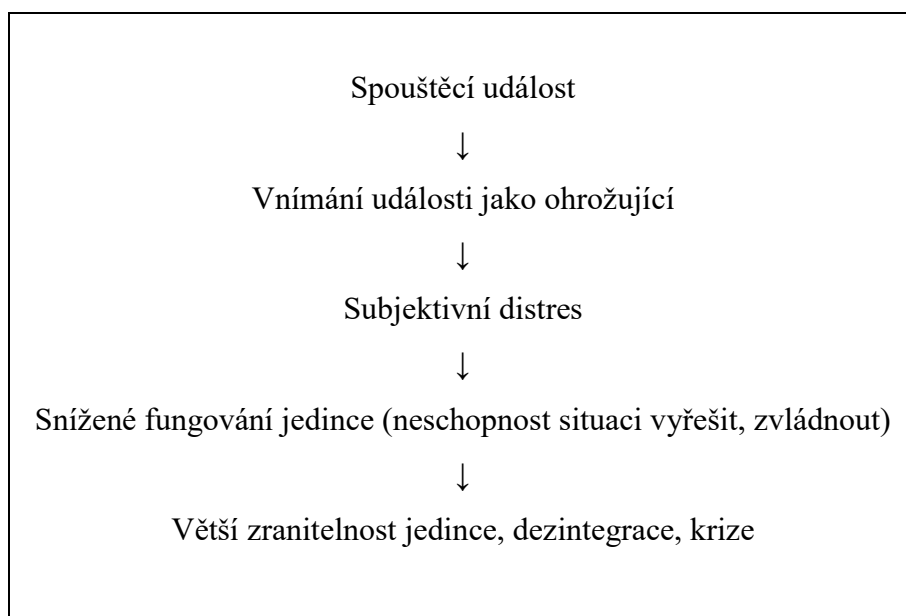 Spouštěcí událost
↓
Vnímání události jako ohrožující
↓
Subjektivní distres
↓
Snížené fungování jedince (neschopnost situaci vyřešit, zvládnout)
↓
Větší zranitelnost jedince, dezintegrace, krize